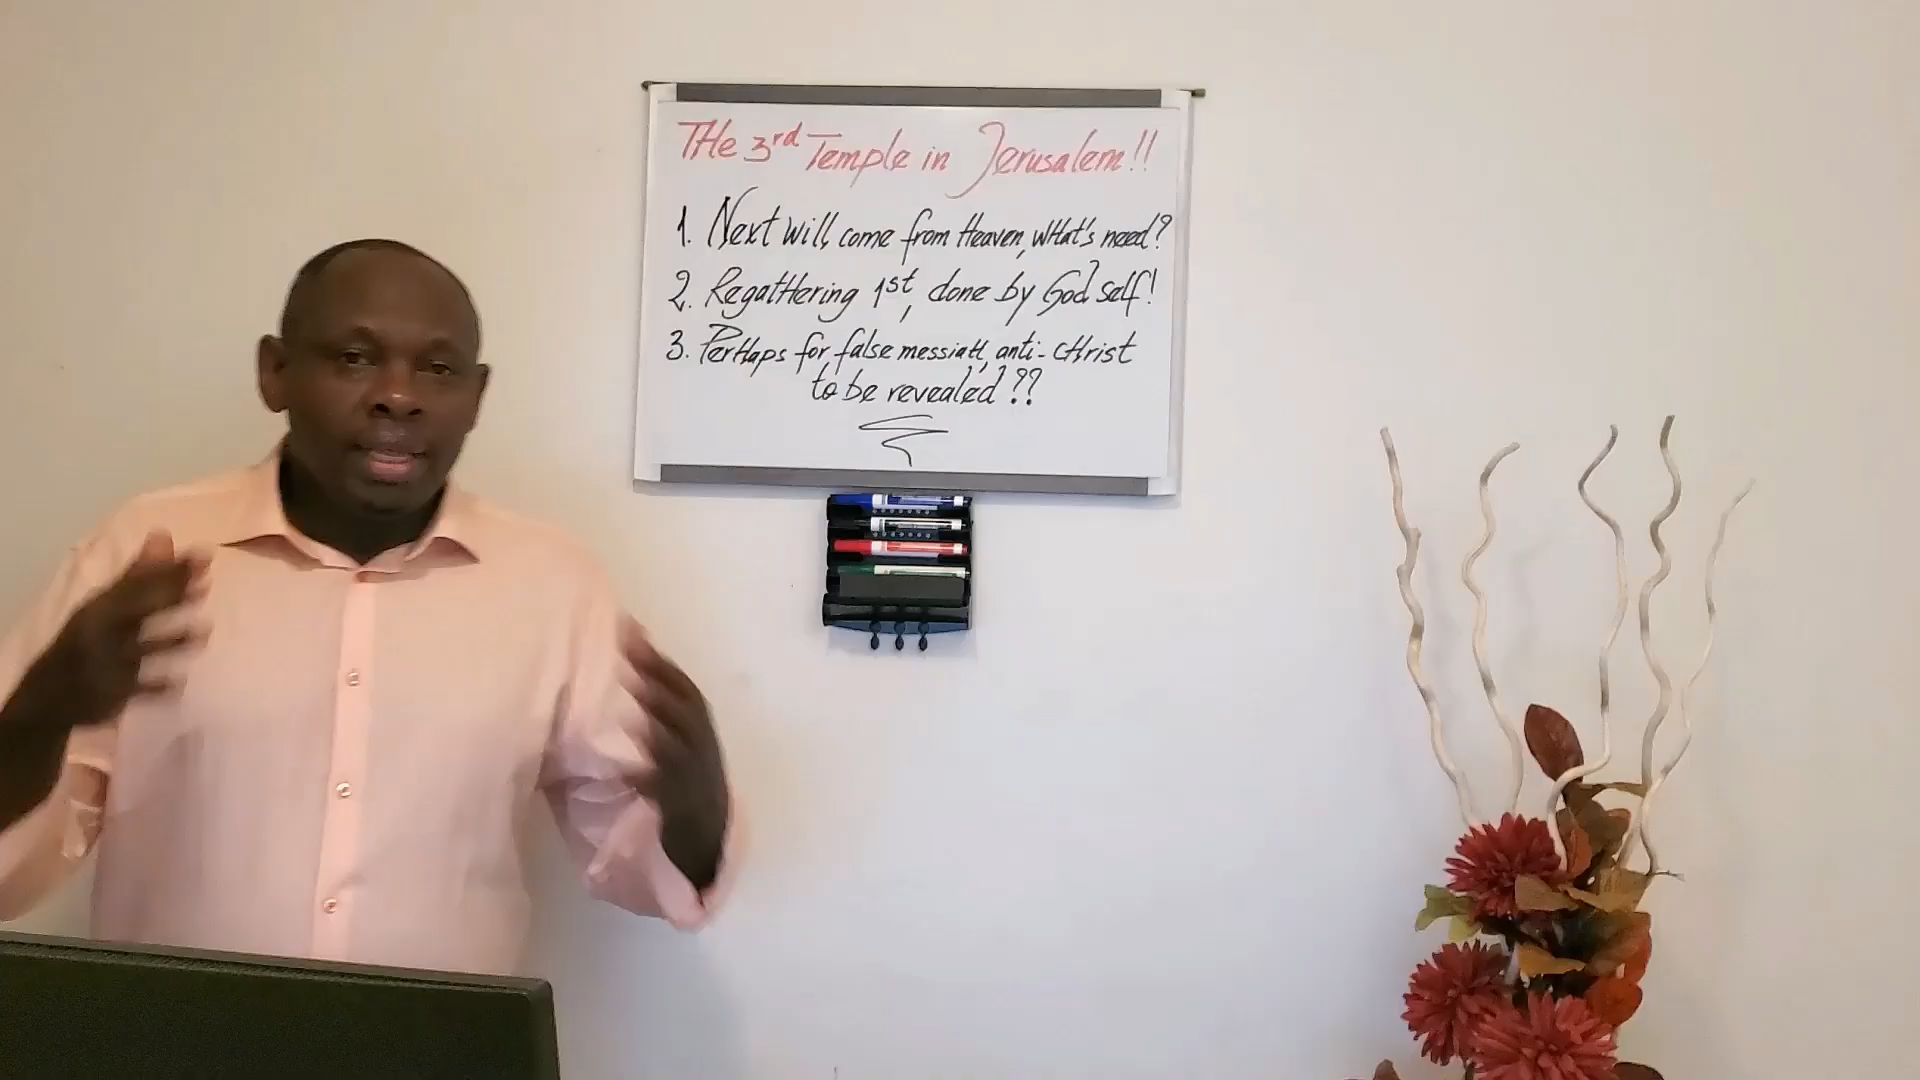 THe 3rd Temple in Jerusalem!!
1. Next will come from Heaven, wHat's need?
2. RegatHering 1st, done by God self!
3. PerHaps for false messiaH, anti-CHrist
to be revealed??